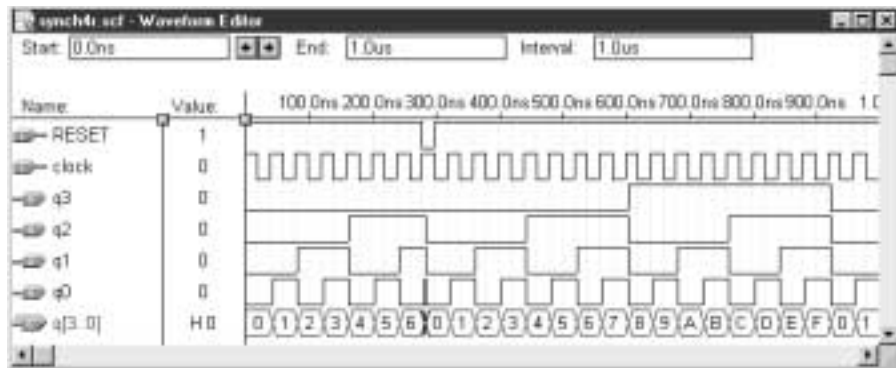 synch4r.scf - Waveform Editor
Start: 0.0ns End: 1.0us Interval: 1.0us
Name: Value: 100.0ns 200.0ns 300.0ns 400.0ns 500.0ns 600.0ns 700.0ns 800.0ns 900.0ns 1.0
RESET 1
clock 0
q3 0
q2 0
q1 0
q0 0
q[3..0] H 0 0 1 2 3 4 5 6 0 1 2 3 4 5 6 7 8 9 A B C D E F 0 1